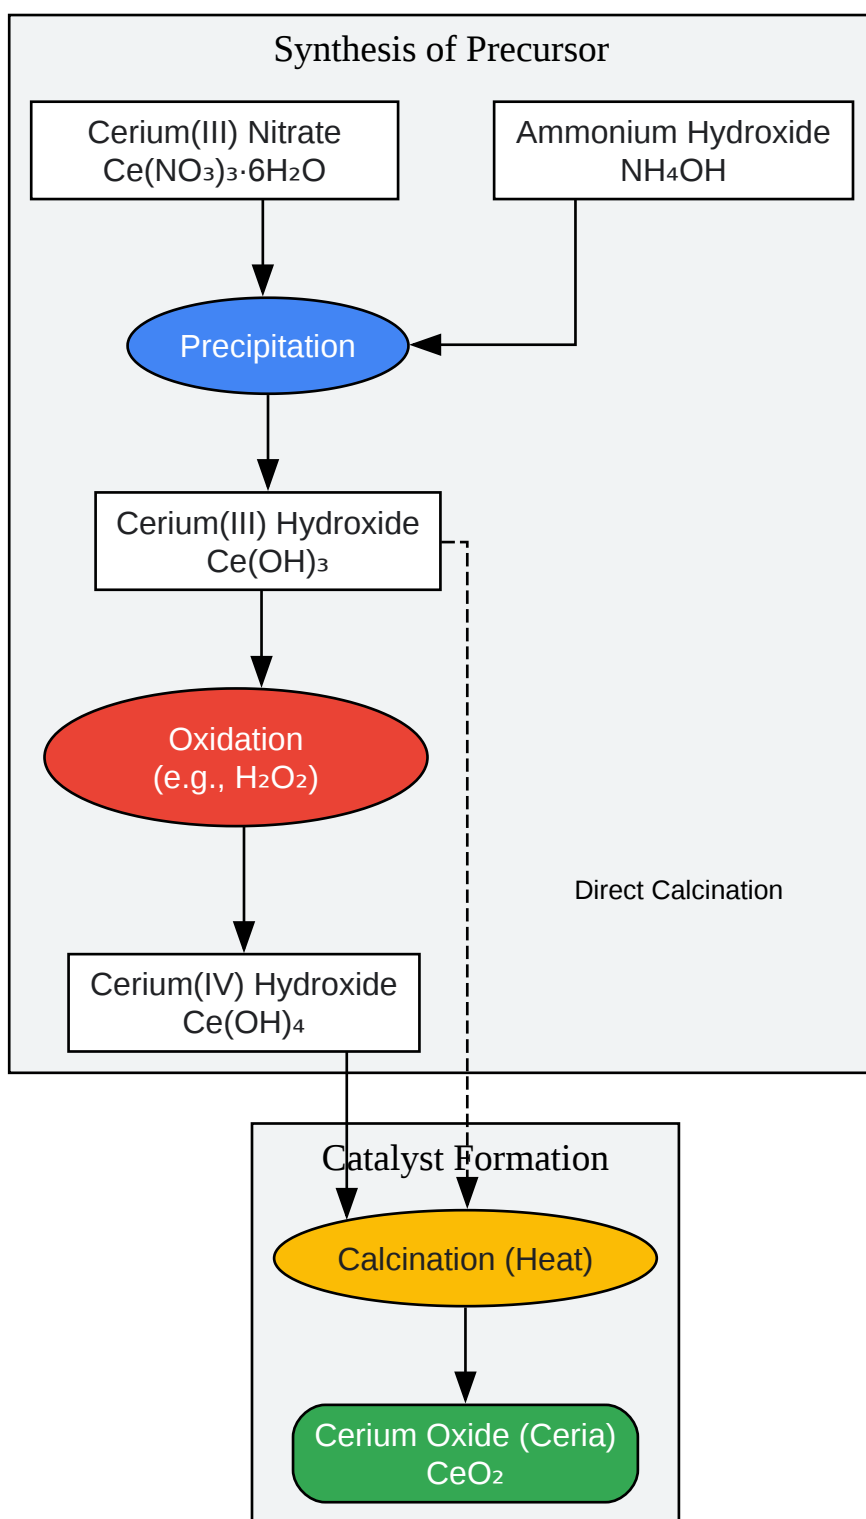 Synthesis of Precursor
Cerium(III) Nitrate
Ce(NO₃)₃·6H₂O
Ammonium Hydroxide
NH₄OH
Precipitation
Cerium(III) Hydroxide
Ce(OH)₃
Oxidation
(e.g., H₂O₂)
Direct Calcination
Cerium(IV) Hydroxide
Ce(OH)₄
Catalyst Formation
Calcination (Heat)
Cerium Oxide (Ceria)
CeO₂